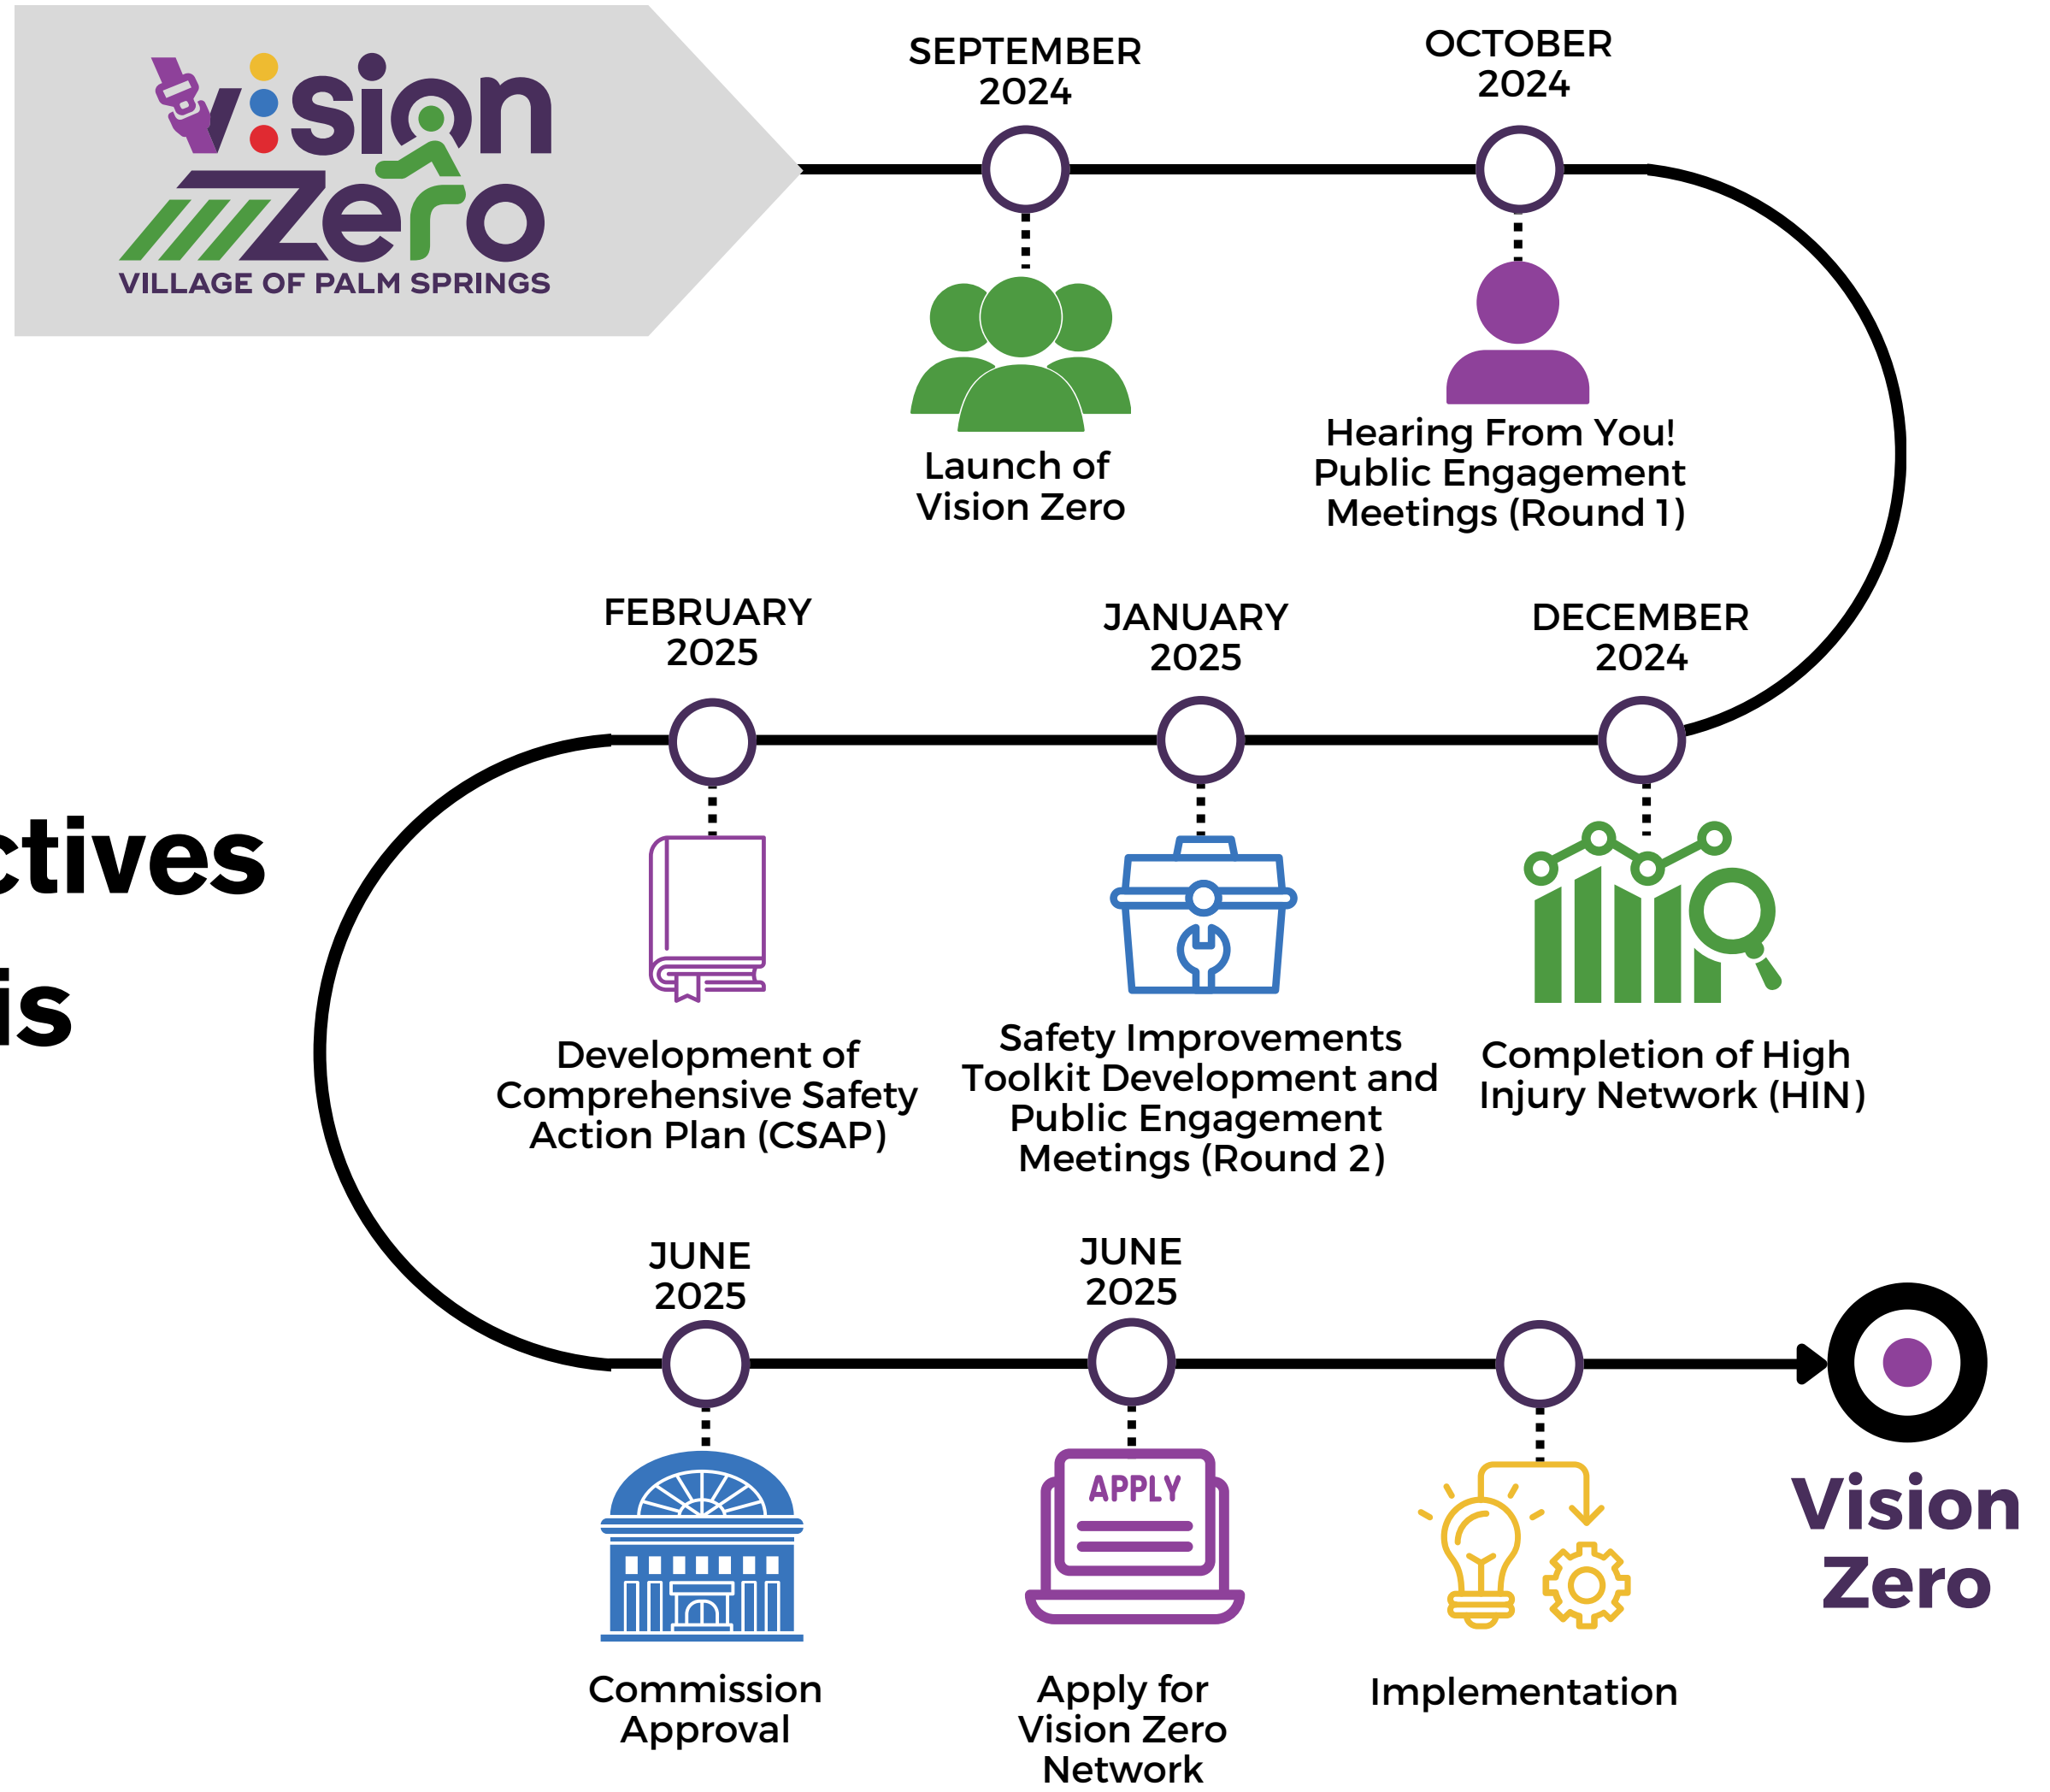 vision
zero
VILLAGE OF PALM SPRINGS
SEPTEMBER
2024
Launch of
Vision Zero
OCTOBER
2024
Hearing From You!
Public Engagement
Meetings (Round 1)
DECEMBER
2024
Completion of High
Injury Network (HIN)
JANUARY
2025
Safety Improvements
Toolkit Development and
Public Engagement
Meetings (Round 2)
FEBRUARY
2025
Development of
Comprehensive Safety
Action Plan (CSAP)
ctives
is
JUNE
2025
Commission
Approval
JUNE
2025
APPLY
Apply for
Vision Zero
Network
Implementation
Vision
Zero